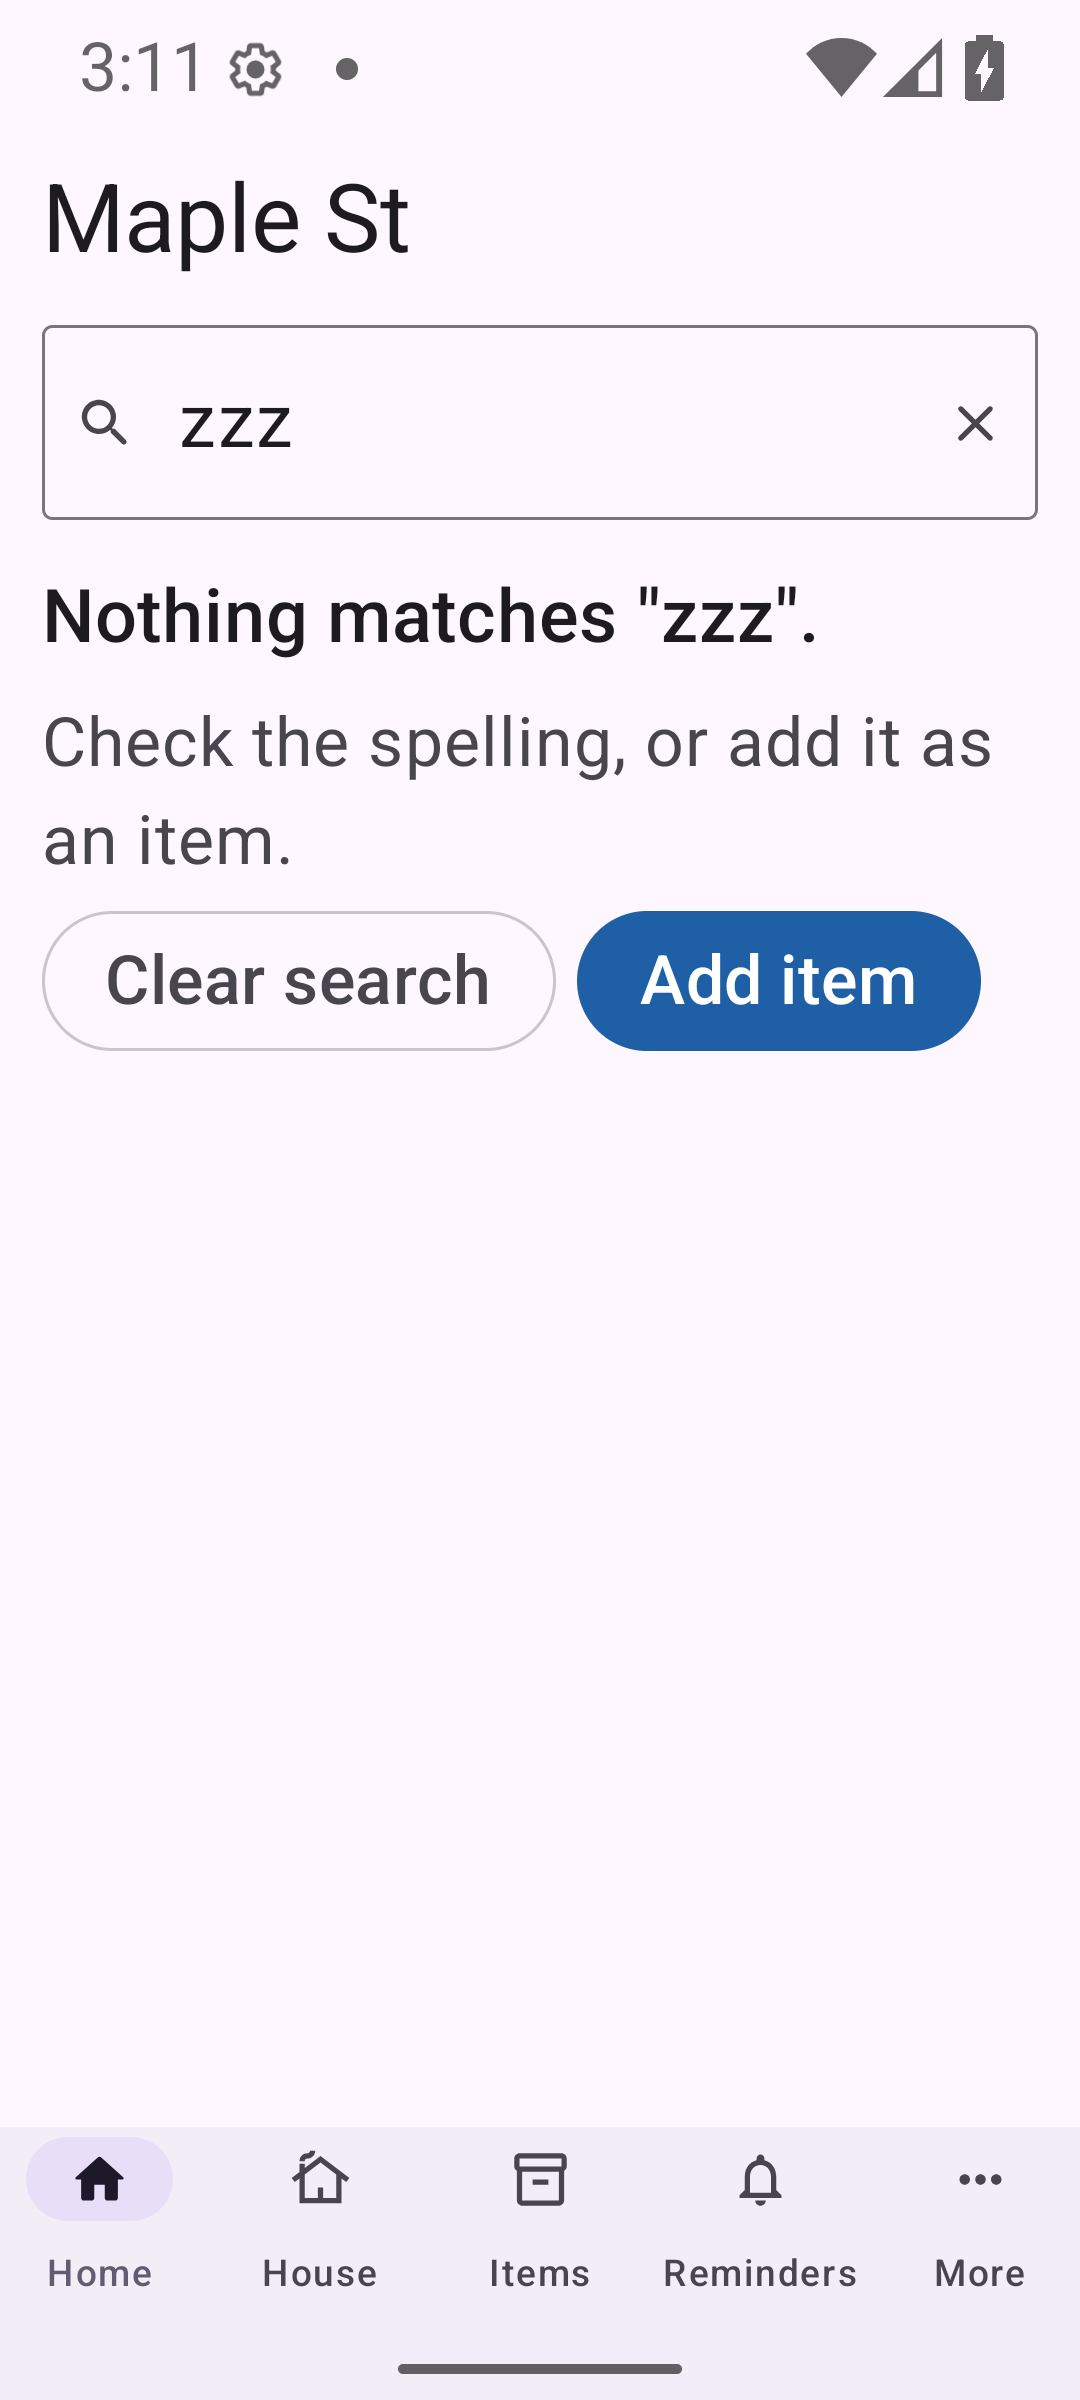 3:11
Maple St
zzz
Nothing matches "zzz".
Check the spelling, or add it as
an item.
Clear search
Add item
Home
House
Items
Reminders
More